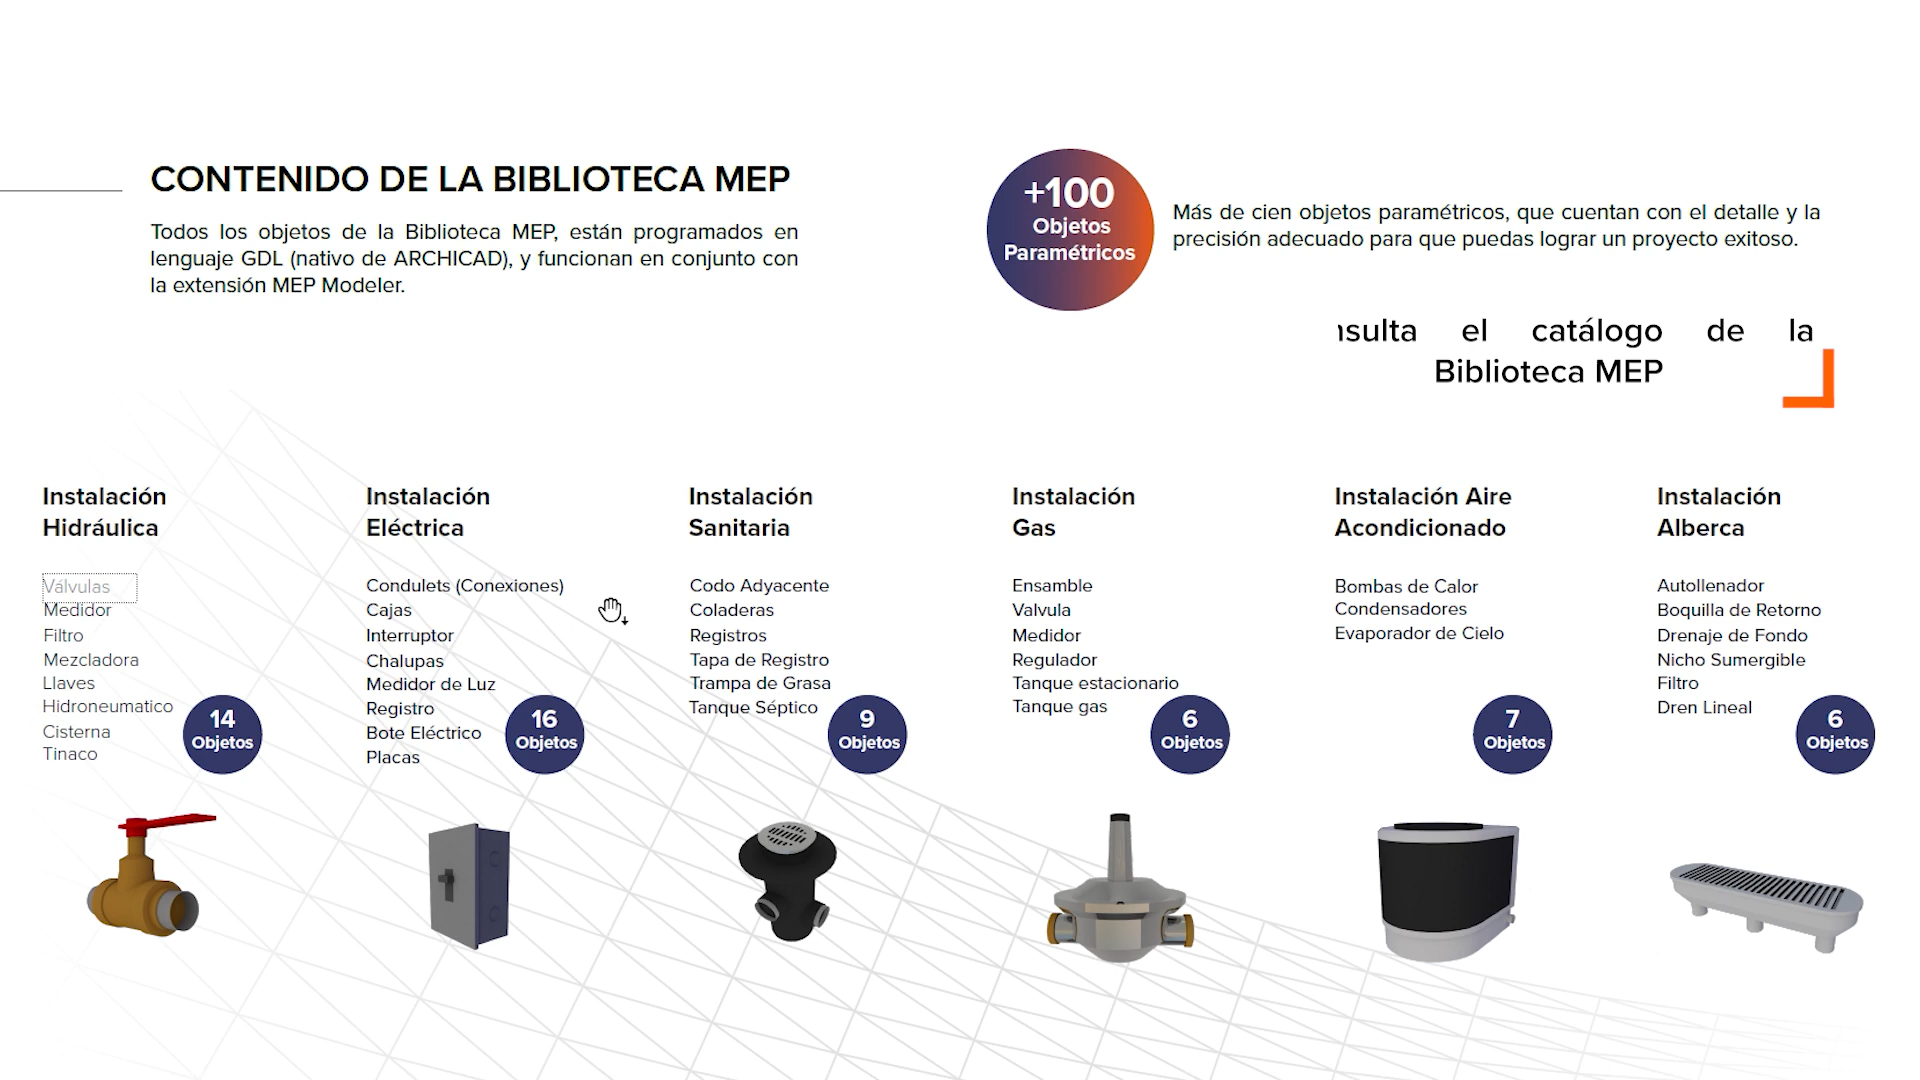 CONTENIDO DE LA BIBLIOTECA MEP
Todos los objetos de la Biblioteca MEP, están programados en
lenguaje GDL (nativo de ARCHICAD), y funcionan en conjunto con
la extensión MEP Modeler.
+100
Objetos
Paramétricos
Más de cien objetos paramétricos, que cuentan con el detalle y la
precisión adecuado para que puedas lograr un proyecto exitoso.
el catálogo de la
Biblioteca MEP
Instalación
Hidráulica
Válvulas
Medidor
Filtro
Mezcladora
Llaves
Hidroneumatico
Cisterna
Tinaco
14
Objetos
Instalación
Eléctrica
Condulets (Conexiones)
Cajas
Interruptor
Chalupas
Medidor de Luz
Registro
Bote Eléctrico
Placas
16
Objetos
Instalación
Sanitaria
Codo Adyacente
Coladeras
Registros
Tapa de Registro
Trampa de Grasa
Tanque Séptico
9
Objetos
Instalación
Gas
Ensamble
Valvula
Medidor
Regulador
Tanque estacionario
Tanque gas
6
Objetos
Instalación Aire
Acondicionado
Bombas de Calor
Condensadores
Evaporador de Cielo
7
Objetos
Instalación
Alberca
Autollenador
Boquilla de Retorno
Drenaje de Fondo
Nicho Sumergible
Filtro
Dren Lineal
6
Objetos